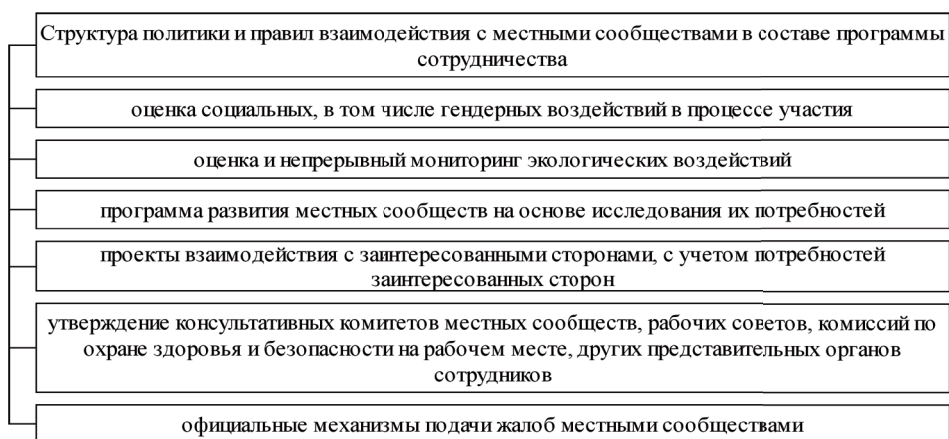 Структура политики и правил взаимодействия с местными сообществами в составе программы
сотрудничества
оценка социальных, в том числе гендерных воздействий в процессе участия
оценка и непрерывный мониторинг экологических воздействий
программа развития местных сообществ на основе исследования их потребностей
проекты взаимодействия с заинтересованными сторонами, с учетом потребностей
заинтересованных сторон
утверждение консультативных комитетов местных сообществ, рабочих советов, комиссий по
охране здоровья и безопасности на рабочем месте, других представительных органов
сотрудников
официальные механизмы подачи жалоб местными сообществами